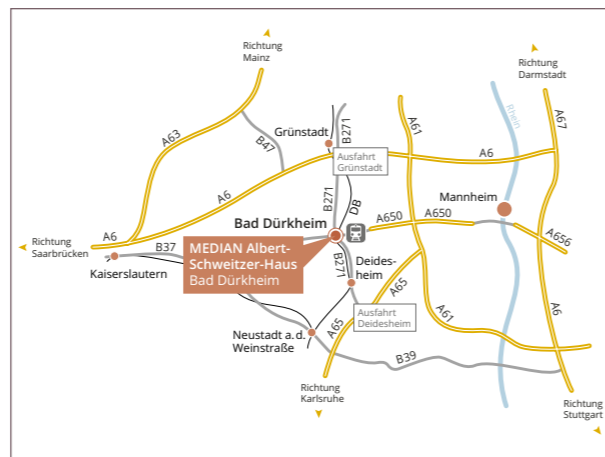 Richtung
Mainz
Richtung
Darmstadt
A63
B47
Grünstadt
B271
A61
Rhein
A67
Ausfahrt
Grünstadt
A6
A6
B271
DB
Mannheim
Bad Dürkheim
A650
A650
A656
A6
Richtung
Saarbrücken
B37
Kaiserslautern
MEDIAN Albert-
Schweitzer-Haus
Bad Dürkheim
B271
Deides-
heim
A65
A6
Ausfahrt
Deidesheim
A61
Neustadt a.d.
Weinstraße
A65
B39
Richtung
Karlsruhe
Richtung
Stuttgart